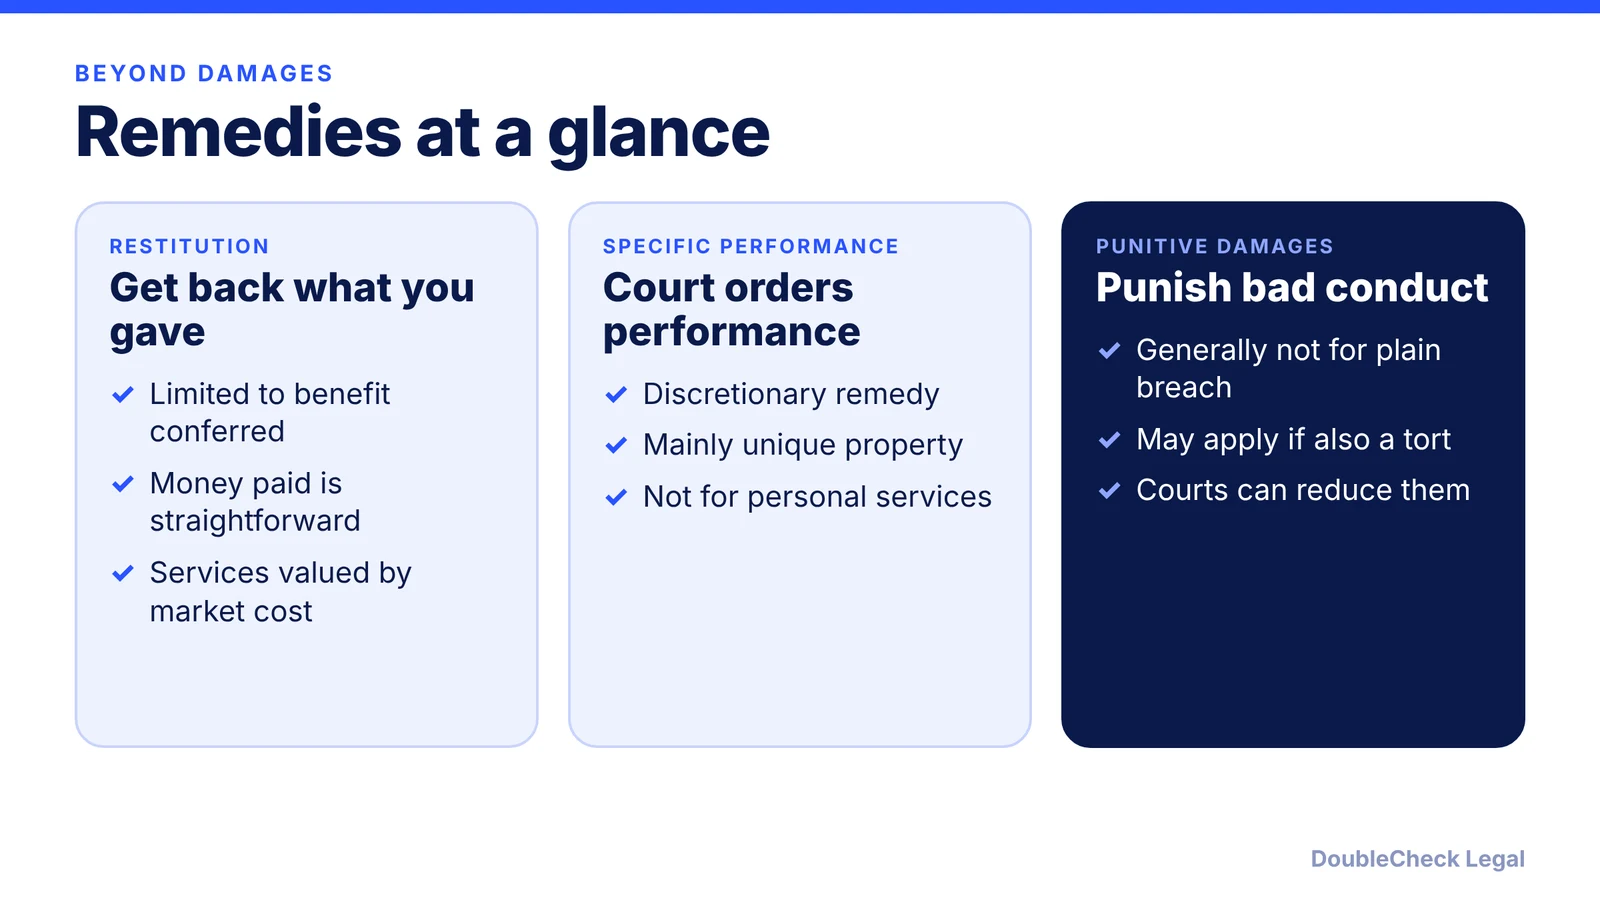 BEYOND DAMAGES
Remedies at a glance
RESTITUTION
Get back what you
gave
Limited to benefit
conferred
Money paid is
straightforward
Services valued by
market cost
SPECIFIC PERFORMANCE
Court orders
performance
Discretionary remedy
Mainly unique property
Not for personal services
PUNITIVE DAMAGES
Punish bad conduct
Generally not for plain
breach
May apply if also a tort
Courts can reduce them
DoubleCheck Legal